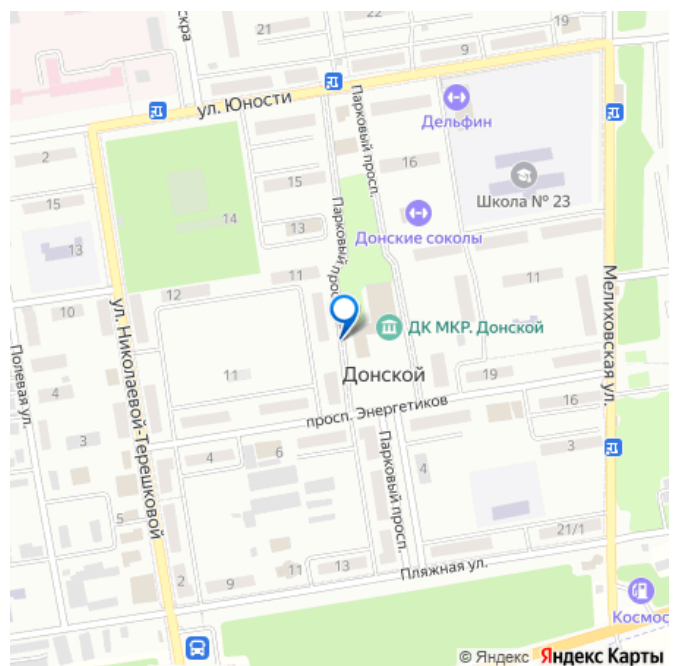 скра
21
22
19
9
ул. Юности
Парковый просп.
Дельфин
2
16
15
Школа № 23
15
14
13
Донские соколы
13
Парковый просп.
11
11
12
10
ДК МКР. Донской
Мелиховская ул.
ул. Николаевой-Терешковой
Полевая ул.
4
11
Донской
19
просп. Энергетиков
16
3
4
6
3
4
Парковый просп.
5
21/1
2
9
11
13
Пляжная ул.
Космос
© Яндекс Яндекс Карты